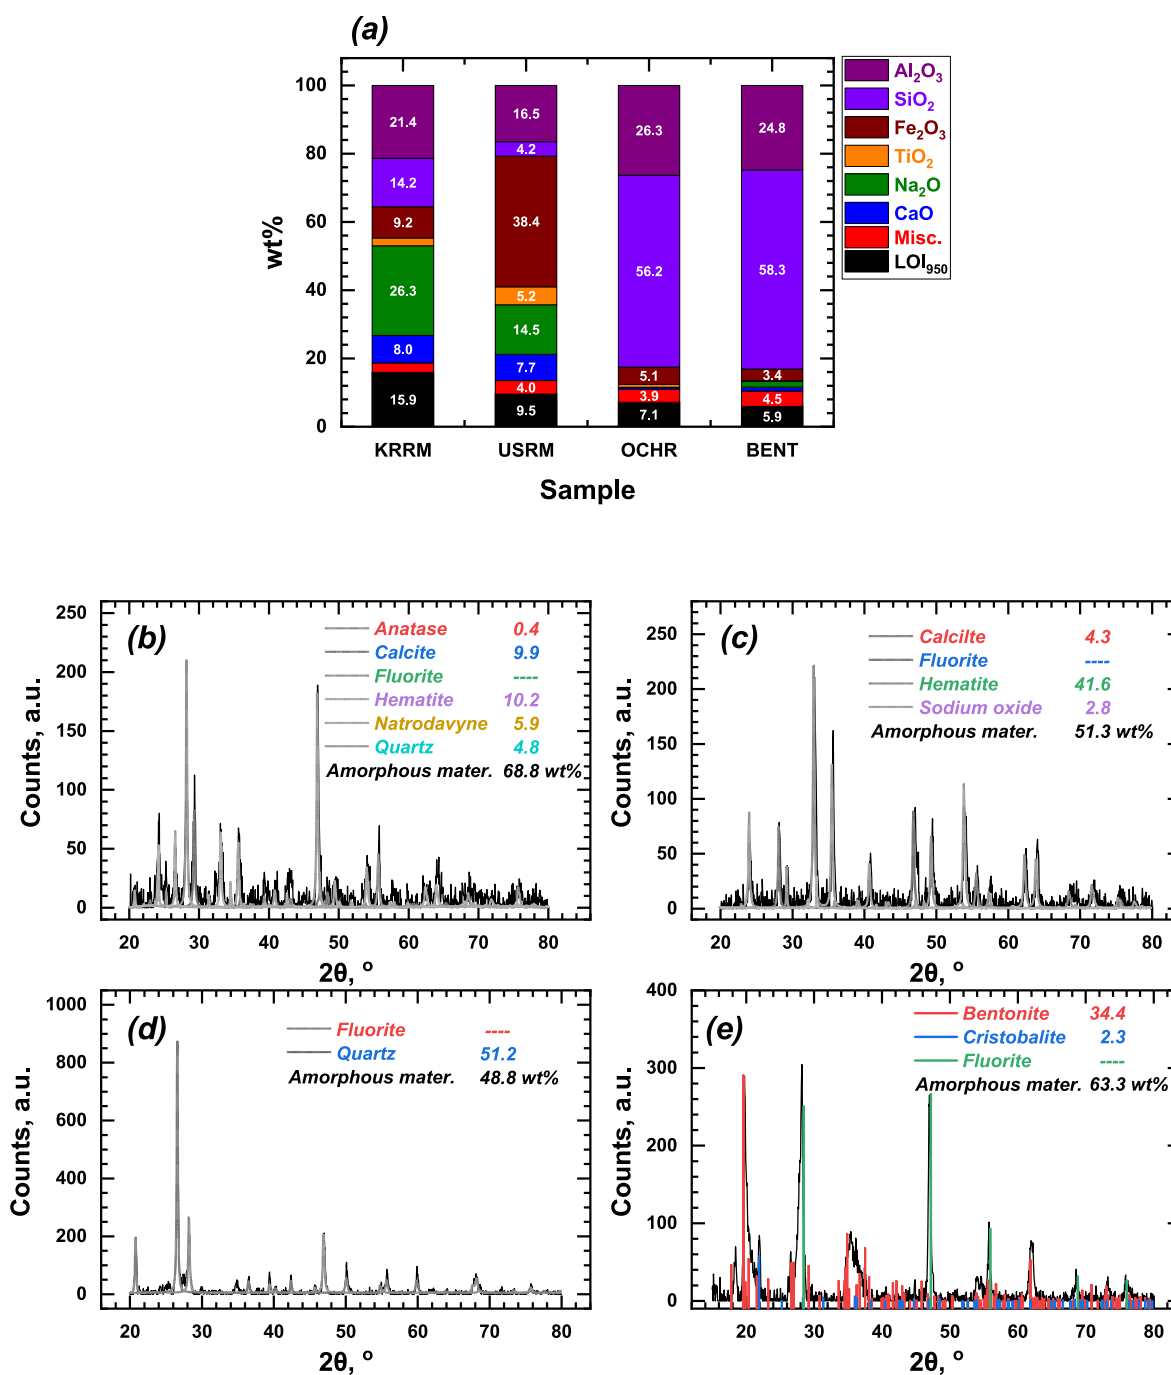 (a)
100
80
60
40
20
0
wt%
21.4
14.2
9.2
26.3
8.0
15.9
16.5
4.2
38.4
5.2
14.5
7.7
4.0
9.5
26.3
56.2
5.1
3.9
7.1
24.8
58.3
3.4
4.5
5.9
KRRM USRM OCHR BENT
Sample
Al₂O₃
SiO₂
Fe₂O₃
TiO₂
Na₂O
CaO
Misc.
LOI₉₅₀
(b)
Anatase 0.4
Calcite 9.9
Fluorite ----
Hematite 10.2
Natrodavyne 5.9
Quartz 4.8
Amorphous mater. 68.8 wt%
250
200
150
100
50
0
Counts, a.u.
20 30 40 50 60 70 80
2θ, °
(c)
Calcilte 4.3
Fluorite ----
Hematite 41.6
Sodium oxide 2.8
Amorphous mater. 51.3 wt%
250
200
150
100
50
0
Counts, a.u.
20 30 40 50 60 70 80
2θ, °
(d)
Fluorite ----
Quartz 51.2
Amorphous mater. 48.8 wt%
1000
800
600
400
200
0
Counts, a.u.
20 30 40 50 60 70 80
2θ, °
(e)
Bentonite 34.4
Cristobalite 2.3
Fluorite ----
Amorphous mater. 63.3 wt%
400
300
200
100
0
Counts, a.u.
20 30 40 50 60 70 80
2θ, °